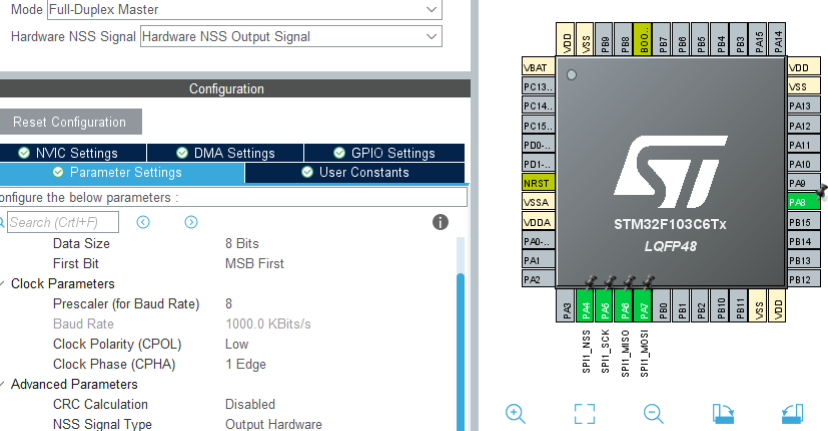 Mode Full-Duplex Master
Hardware NSS Signal Hardware NSS Output Signal
Configuration
Reset Configuration
NVIC Settings DMA Settings GPIO Settings
Parameter Settings User Constants
onfigure the below parameters :
Search (Crtl+F)
Data Size 8 Bits
First Bit MSB First
Clock Parameters
Prescaler (for Baud Rate) 8
Baud Rate 1000.0 KBits/s
Clock Polarity (CPOL) Low
Clock Phase (CPHA) 1 Edge
Advanced Parameters
CRC Calculation Disabled
NSS Signal Type Output Hardware
VDD VSS PB9 PB8 BOO.. PB7 PB6 PB5 PB4 PB3 PA15 PA14
VBAT
PC13..
PC14..
PC15..
PD0-..
PD1-..
NRST
VSSA
VDDA
PA0-..
PA1
PA2
ST
STM32F103C6Tx
LQFP48
VDD
VSS
PA13
PA12
PA11
PA10
PA9
PA8
PB15
PB14
PB13
PB12
PA3 PA4 PA5 PA6 PA7 PB0 PB1 PB2 PB10 PB11 VSS VDD
SPI1_NSS
SPI1_SCK
SPI1_MISO
SPI1_MOSI